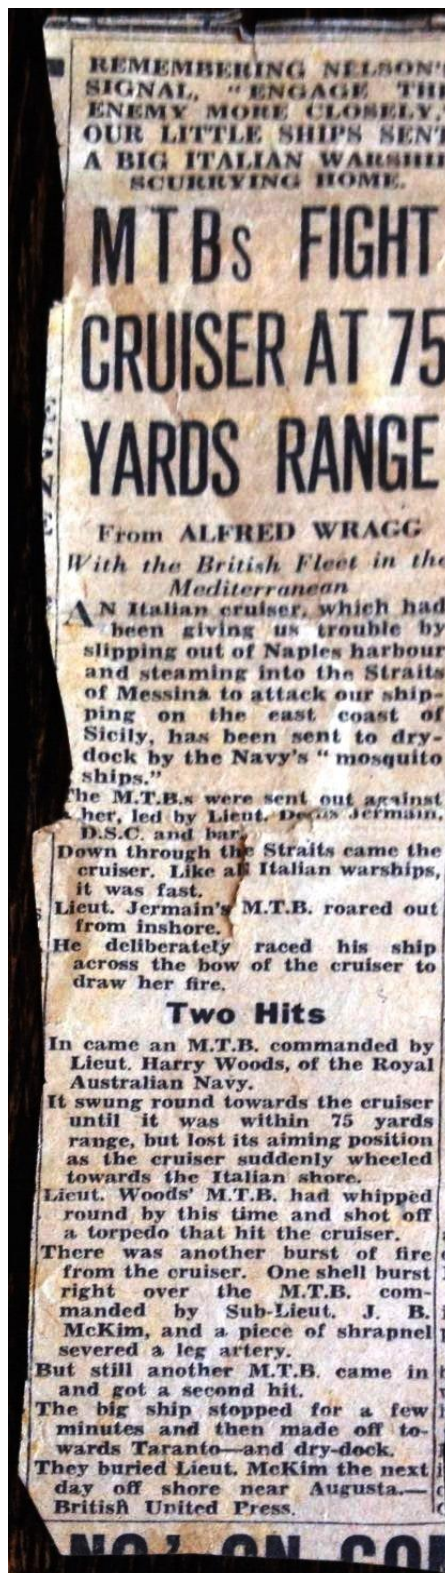 REMEMBERING NELSON'S
SIGNAL, "ENGAGE THE
ENEMY MORE CLOSELY,"
OUR LITTLE SHIPS SENT
A BIG ITALIAN WARSHIP
SCURRYING HOME.
MTBs FIGHT
CRUISER AT 75
YARDS RANGE
From ALFRED WRAGG
With the British Fleet in the
Mediterranean
AN Italian cruiser, which had
been giving us trouble by
slipping out of Naples harbour
and steaming into the Straits
of Messina to attack our ship-
ping on the east coast of
Sicily, has been sent to dry-
dock by the Navy's "mosquito
ships."
The M.T.B.s were sent out against
her, led by Lieut. Denis Jermain,
D.S.C. and bar.
Down through the Straits came the
cruiser. Like all Italian warships,
it was fast.
Lieut. Jermain's M.T.B. roared out
from inshore.
He deliberately raced his ship
across the bow of the cruiser to
draw her fire.
Two Hits
In came an M.T.B. commanded by
Lieut. Harry Woods, of the Royal
Australian Navy.
It swung round towards the cruiser
until it was within 75 yards
range, but lost its aiming position
as the cruiser suddenly wheeled
towards the Italian shore.
Lieut. Woods' M.T.B. had whipped
round by this time and shot off
a torpedo that hit the cruiser.
There was another burst of fire
from the cruiser. One shell burst
right over the M.T.B. com-
manded by Sub-Lieut. J. B.
McKim, and a piece of shrapnel
severed a leg artery.
But still another M.T.B. came in
and got a second hit.
The big ship stopped for a few
minutes and then made off to-
wards Taranto—and dry-dock.
They buried Lieut. McKim the next
day off shore near Augusta.—
British United Press.